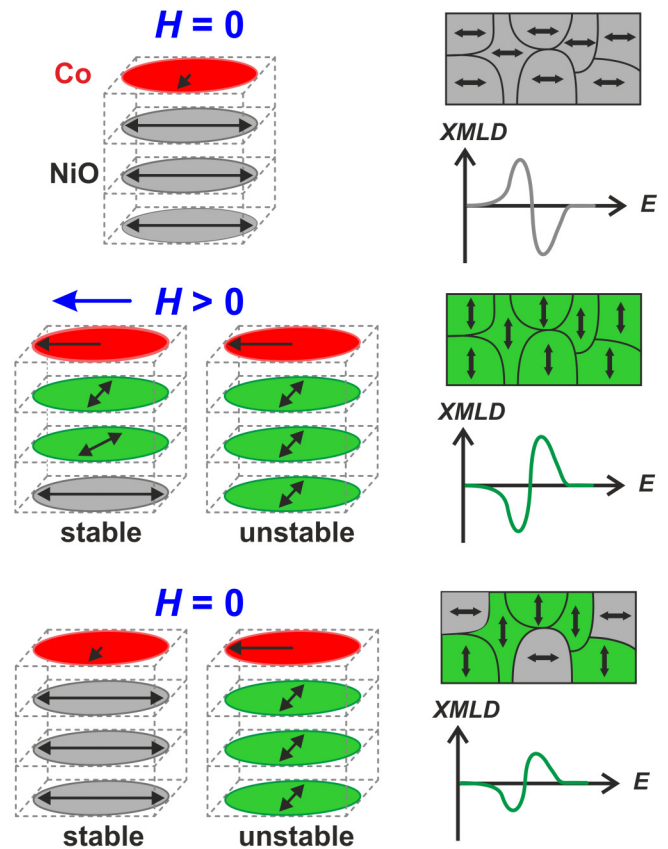 H = 0
Co
NiO
XMLD
E
H > 0
stable
unstable
XMLD
E
H = 0
stable
unstable
XMLD
E